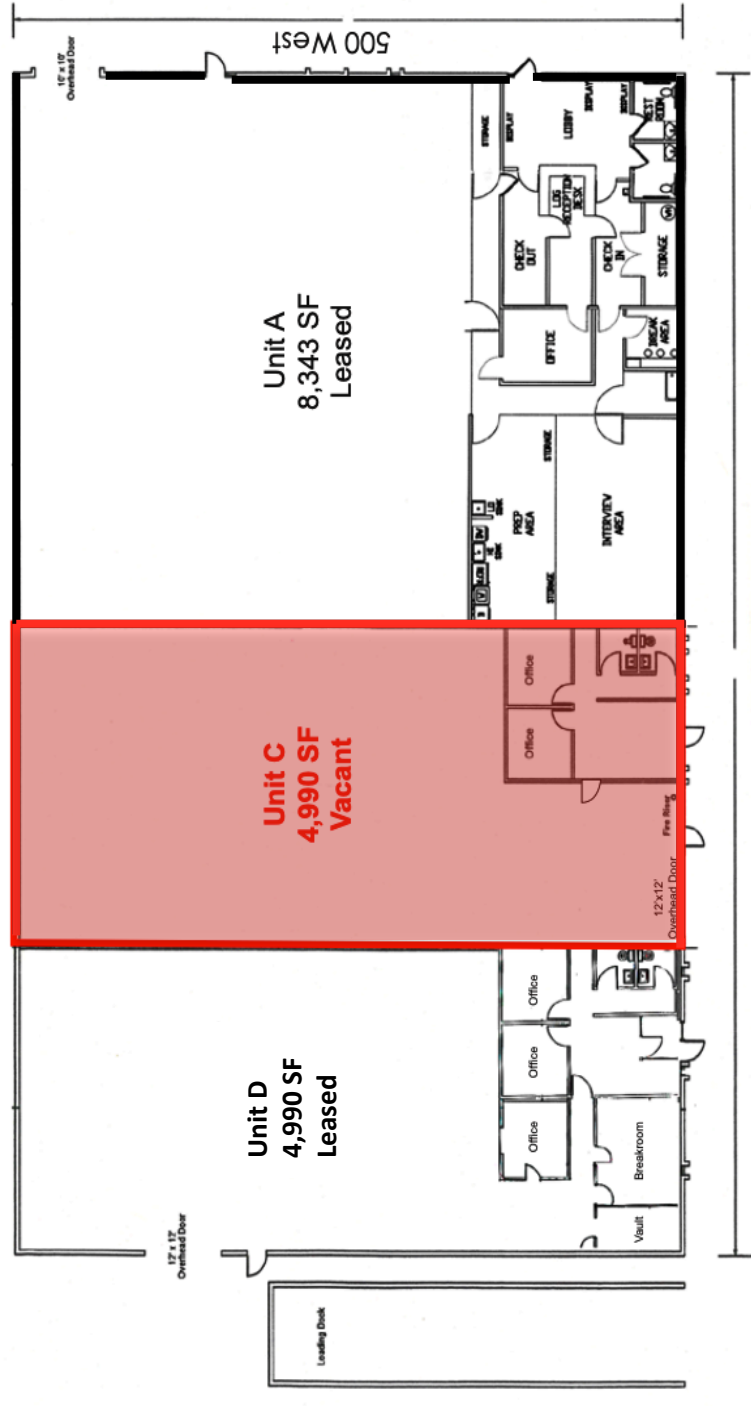 500 West
10' x 10'
Overhead Door
Unit A
8,343 SF
Leased
STORAGE
DISPLAY
LOBBY
DISPLAY
DISPLAY
REST
ROOM
LOG
RECEPTION
DESK
CHECK
OUT
CHECK
IN
STORAGE
OFFICE
BREAK
AREA
PREP
AREA
STORAGE
STORAGE
INTERVIEW
AREA
Unit C
4,990 SF
Vacant
Office
Office
Fire Riser
12'x12'
Overhead Door
Unit D
4,990 SF
Leased
Office
Office
Office
Breakroom
Vault
12' x 12'
Overhead Door
Loading Dock